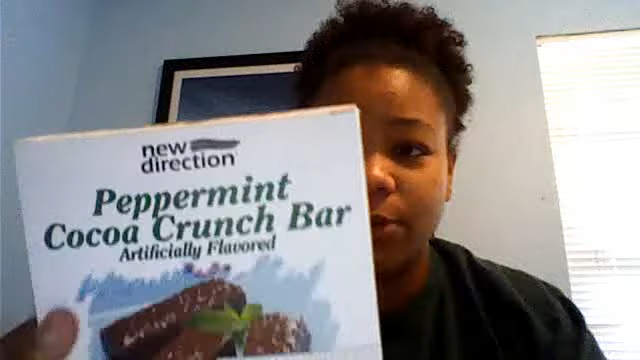 new
direction
Peppermint
Cocoa Crunch Bar
Artificially Flavored